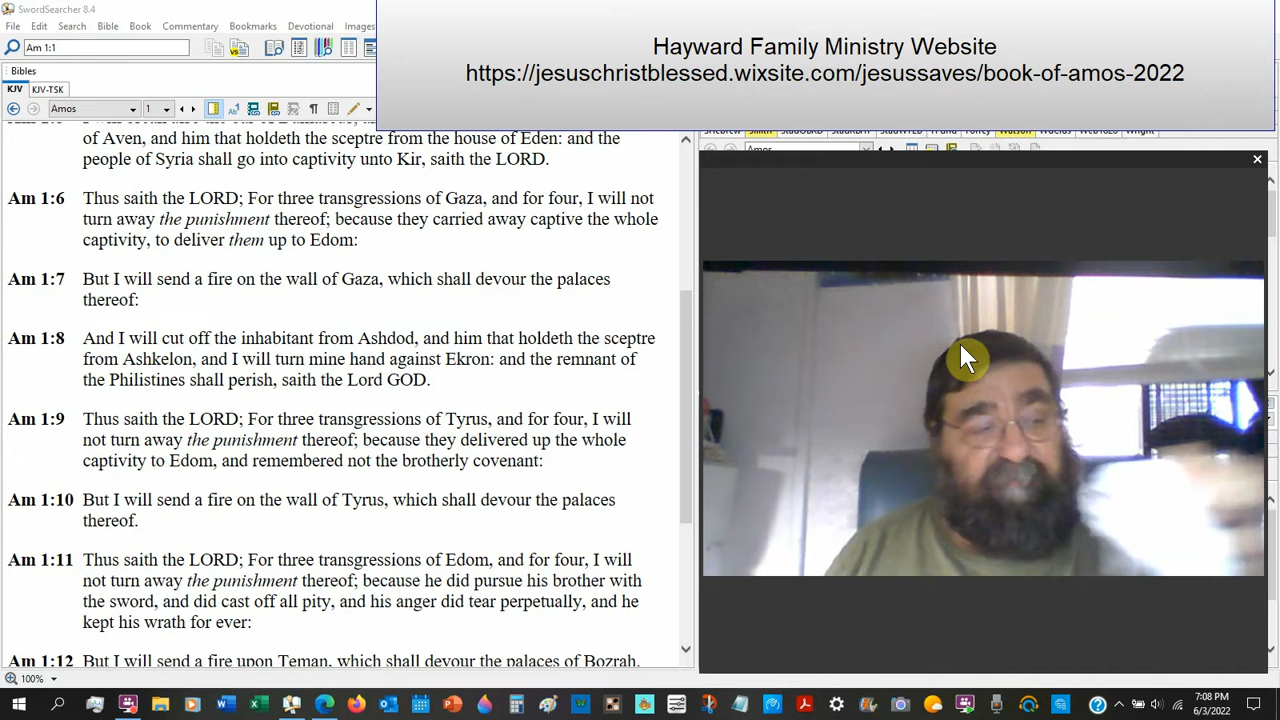 SwordSearcher 8.4
File Edit Search Bible Book Commentary Bookmarks Devotional Images
Am 1:1
Bibles
KJV KJV-TSK
Amos 1
Hayward Family Ministry Website
https://jesuschristblessed.wixsite.com/jesussaves/book-of-amos-2022
Smith Torrey Watson Wright
Amos
of Aven, and him that holdeth the sceptre from the house of Eden: and the
people of Syria shall go into captivity unto Kir, saith the LORD.
Am 1:6 Thus saith the LORD; For three transgressions of Gaza, and for four, I will not
turn away the punishment thereof; because they carried away captive the whole
captivity, to deliver them up to Edom:
Am 1:7 But I will send a fire on the wall of Gaza, which shall devour the palaces
thereof:
Am 1:8 And I will cut off the inhabitant from Ashdod, and him that holdeth the sceptre
from Ashkelon, and I will turn mine hand against Ekron: and the remnant of
the Philistines shall perish, saith the Lord GOD.
Am 1:9 Thus saith the LORD; For three transgressions of Tyrus, and for four, I will
not turn away the punishment thereof; because they delivered up the whole
captivity to Edom, and remembered not the brotherly covenant:
Am 1:10 But I will send a fire on the wall of Tyrus, which shall devour the palaces
thereof.
Am 1:11 Thus saith the LORD; For three transgressions of Edom, and for four, I will
not turn away the punishment thereof; because he did pursue his brother with
the sword, and did cast off all pity, and his anger did tear perpetually, and he
kept his wrath for ever:
Am 1:12 But I will send a fire upon Teman, which shall devour the palaces of Bozrah.
100%
7:08 PM
6/3/2022